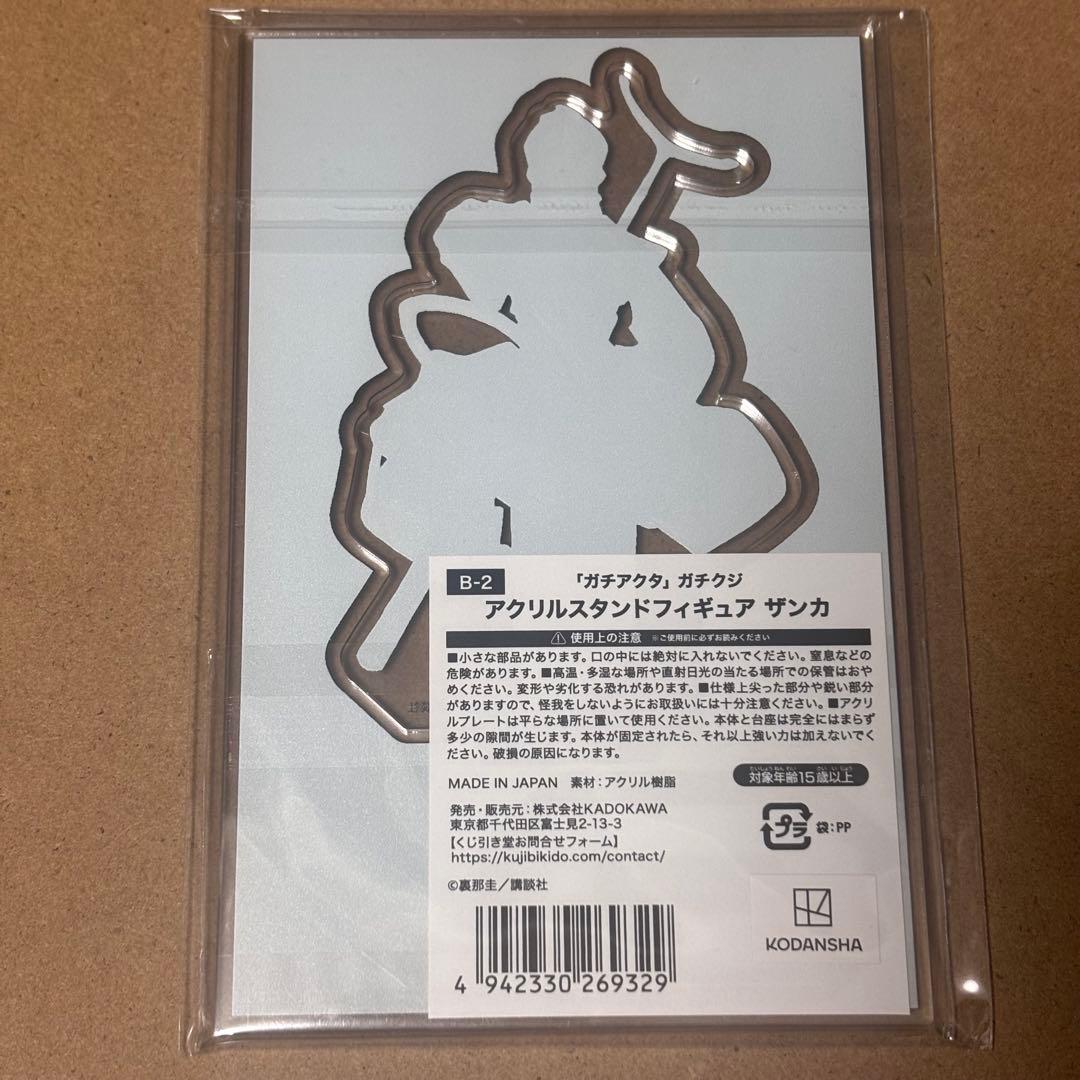 B-2
「ガチアクタ」ガチクジ
アクリルスタンドフィギュア ザンカ
使用上の注意 ※ご使用前に必ずお読みください
■小さな部品があります。口の中には絶対に入れないでください。窒息などの
危険があります。■高温・多湿な場所や直射日光の当たる場所での保管はおや
めください。変形や劣化する恐れがあります。■仕様上尖った部分や鋭い部分
がありますので、怪我をしないようにお取扱いには十分注意ください。■アクリ
ルプレートは平らな場所に置いて使用ください。本体と台座は完全にはまらず
多少の隙間が生じます。本体が固定されたら、それ以上強い力は加えないでく
ださい。破損の原因になります。
MADE IN JAPAN 素材:アクリル樹脂
たいしょうねんれい さいいじょう
対象年齢15歳以上
発売・販売元:株式会社KADOKAWA
東京都千代田区富士見2-13-3
【くじ引き堂お問合せフォーム】
https://kujibikido.com/contact/
プラ 袋:PP
©裏那圭/講談社
KODANSHA
4 942330 269329